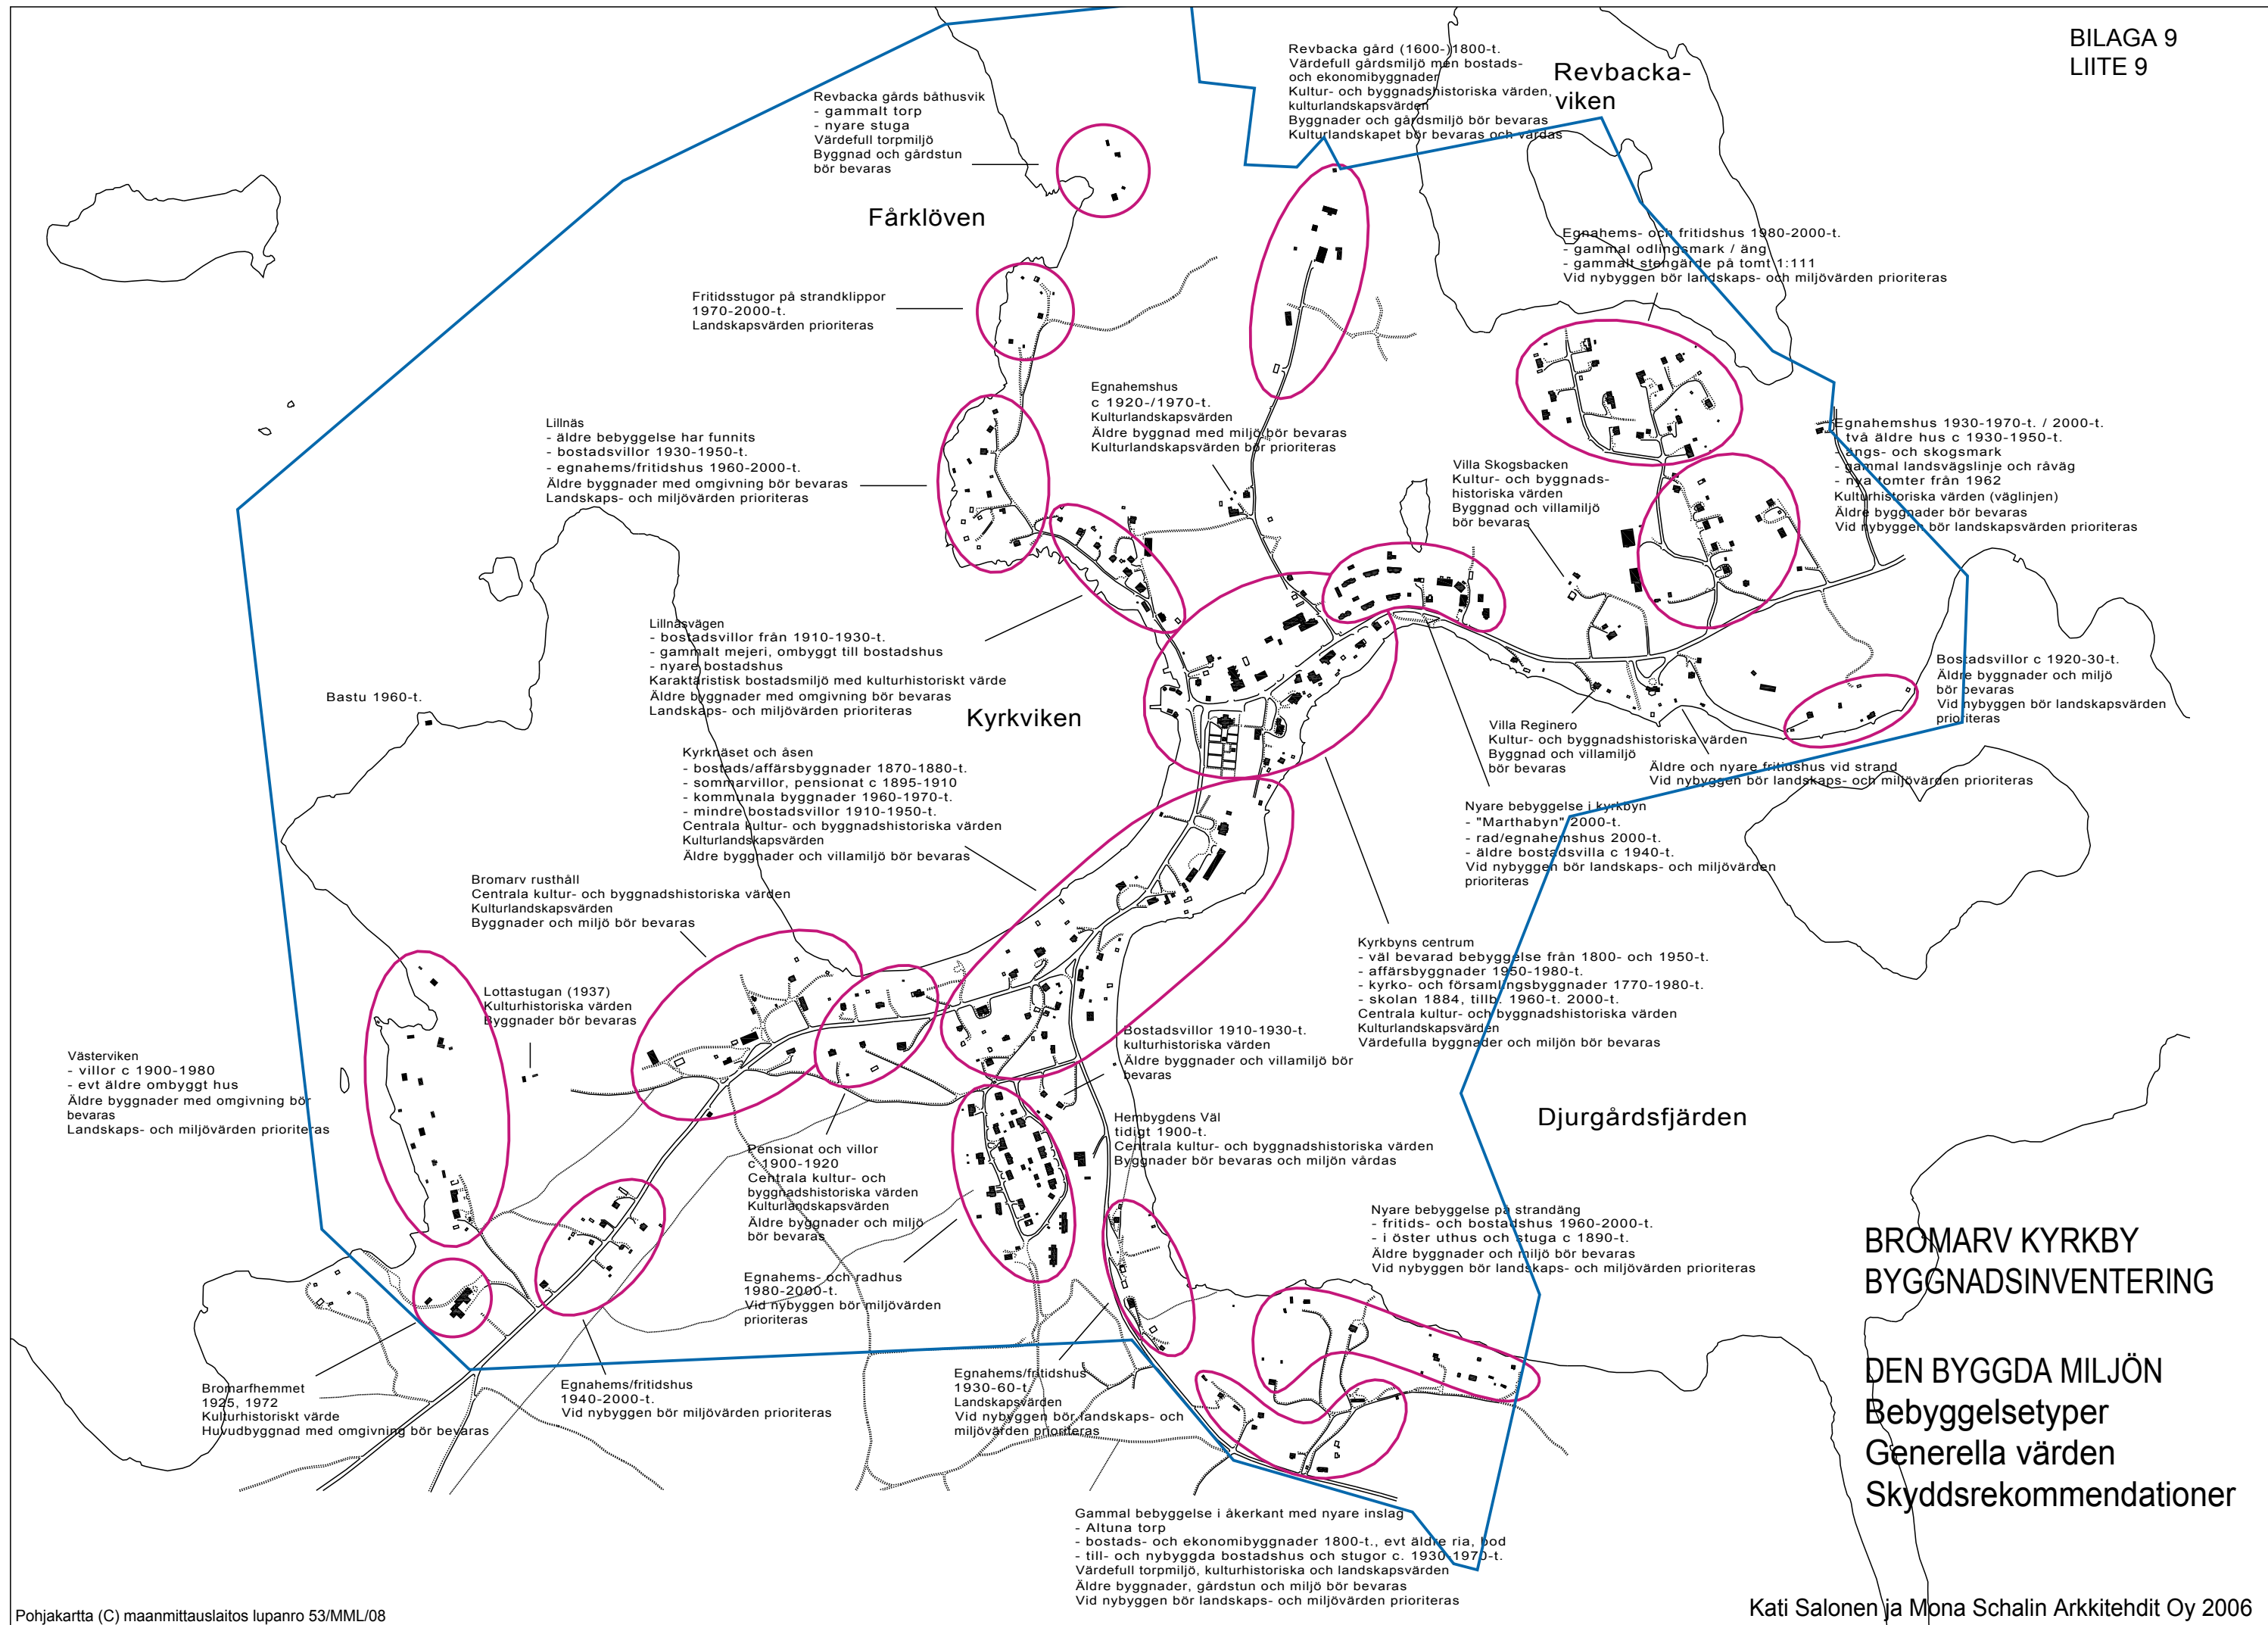 BILAGA 9
LIITE 9
Revbacka gård (1600-)1800-t.
Värdefull gårdsmiljö men bostads-
och ekonomibyggnader
Kultur- och byggnadshistoriska värden,
kulturlandskapsvärden
Byggnader och gårdsmiljö bör bevaras
Kulturlandskapet bör bevaras och vårdas
Revbacka-
viken
Revbacka gårds båthusvik
- gammalt torp
- nyare stuga
Värdefull torpmiljö
Byggnad och gårdstun
bör bevaras
Fårklöven
Egnahems- och fritidshus 1980-2000-t.
- gammal odlingsmark / äng
- gammalt stengärde på tomt 1:111
Vid nybyggen bör landskaps- och miljövärden prioriteras
Fritidsstugor på strandklippor
1970-2000-t.
Landskapsvärden prioriteras
Egnahemshus
c 1920-/1970-t.
Kulturlandskapsvärden
Äldre byggnad med miljö bör bevaras
Kulturlandskapsvärden bör prioriteras
Lillnäs
- äldre bebyggelse har funnits
- bostadsvillor 1930-1950-t.
- egnahems/fritidshus 1960-2000-t.
Äldre byggnader med omgivning bör bevaras
Landskaps- och miljövärden prioriteras
Egnahemshus 1930-1970-t. / 2000-t.
- två äldre hus c 1930-1950-t.
- ängs- och skogsmark
- gammal landsvägslinje och råväg
- nya tomter från 1962
Kulturhistoriska värden (väglinjen)
Äldre byggnader bör bevaras
Vid nybyggen bör landskapsvärden prioriteras
Villa Skogsbacken
Kultur- och byggnads-
historiska värden
Byggnad och villamiljö
bör bevaras
Lillnäsvägen
- bostadsvillor från 1910-1930-t.
- gammalt mejeri, ombyggt till bostadshus
- nyare bostadshus
Karaktäristisk bostadsmiljö med kulturhistoriskt värde
Äldre byggnader med omgivning bör bevaras
Landskaps- och miljövärden prioriteras
Bastu 1960-t.
Kyrkviken
Bostadsvillor c 1920-30-t.
Äldre byggnader och miljö
bör bevaras
Vid nybyggen bör landskapsvärden
prioriteras
Villa Reginero
Kultur- och byggnadshistoriska värden
Byggnad och villamiljö
bör bevaras
Äldre och nyare fritidshus vid strand
Vid nybyggen bör landskaps- och miljövärden prioriteras
Kyrknäset och åsen
- bostads/affärsbyggnader 1870-1880-t.
- sommarvillor, pensionat c 1895-1910
- kommunala byggnader 1960-1970-t.
- mindre bostadsvillor 1910-1950-t.
Centrala kultur- och byggnadshistoriska värden
Kulturlandskapsvärden
Äldre byggnader och villamiljö bör bevaras
Nyare bebyggelse i kyrkbyn
- "Marthabyn" 2000-t.
- rad/egnahemshus 2000-t.
- äldre bostadsvilla c 1940-t.
Vid nybyggen bör landskaps- och miljövärden
prioriteras
Bromarv rusthåll
Centrala kultur- och byggnadshistoriska värden
Kulturlandskapsvärden
Byggnader och miljö bör bevaras
Kyrkbyns centrum
- väl bevarad bebyggelse från 1800- och 1950-t.
- affärsbyggnader 1950-1980-t.
- kyrko- och församlingsbyggnader 1770-1980-t.
- skolan 1884, tillb. 1960-t. 2000-t.
Centrala kultur- och byggnadshistoriska värden
Kulturlandskapsvärden
Värdefulla byggnader och miljön bör bevaras
Lottastugan (1937)
Kulturhistoriska värden
Byggnader bör bevaras
Västerviken
- villor c 1900-1980
- evt äldre ombyggt hus
Äldre byggnader med omgivning bör
bevaras
Landskaps- och miljövärden prioriteras
Bostadsvillor 1910-1930-t.
kulturhistoriska värden
Äldre byggnader och villamiljö bör
bevaras
Hembygdens Väl
tidigt 1900-t.
Centrala kultur- och byggnadshistoriska värden
Byggnader bör bevaras och miljön vårdas
Djurgårdsfjärden
Pensionat och villor
c 1900-1920
Centrala kultur- och
byggnadshistoriska värden
Kulturlandskapsvärden
Äldre byggnader och miljö
bör bevaras
Nyare bebyggelse på strandäng
- fritids- och bostadshus 1960-2000-t.
- i öster uthus och stuga c 1890-t.
Äldre byggnader och miljö bör bevaras
Vid nybyggen bör landskaps- och miljövärden prioriteras
Egnahems- och radhus
1980-2000-t.
Vid nybyggen bör miljövärden
prioriteras
BROMARV KYRKBY
BYGGNADSINVENTERING
DEN BYGGDA MILJÖN
Bebyggelsetyper
Generella värden
Skyddsrekommendationer
Bromarfhemmet
1925, 1972
Kulturhistoriskt värde
Huvudbyggnad med omgivning bör bevaras
Egnahems/fritidshus
1940-2000-t.
Vid nybyggen bör miljövärden prioriteras
Egnahems/fritidshus
1930-60-t.
Landskapsvärden
Vid nybyggen bör landskaps- och
miljövärden prioriteras
Gammal bebyggelse i åkerkant med nyare inslag
- Altuna torp
- bostads- och ekonomibyggnader 1800-t., evt äldre ria, bod
- till- och nybyggda bostadshus och stugor c. 1930-1970-t.
Värdefull torpmiljö, kulturhistoriska och landskapsvärden
Äldre byggnader, gårdstun och miljö bör bevaras
Vid nybyggen bör landskaps- och miljövärden prioriteras
Pohjakartta (C) maanmittauslaitos lupanro 53/MML/08
Kati Salonen ja Mona Schalin Arkkitehdit Oy 2006